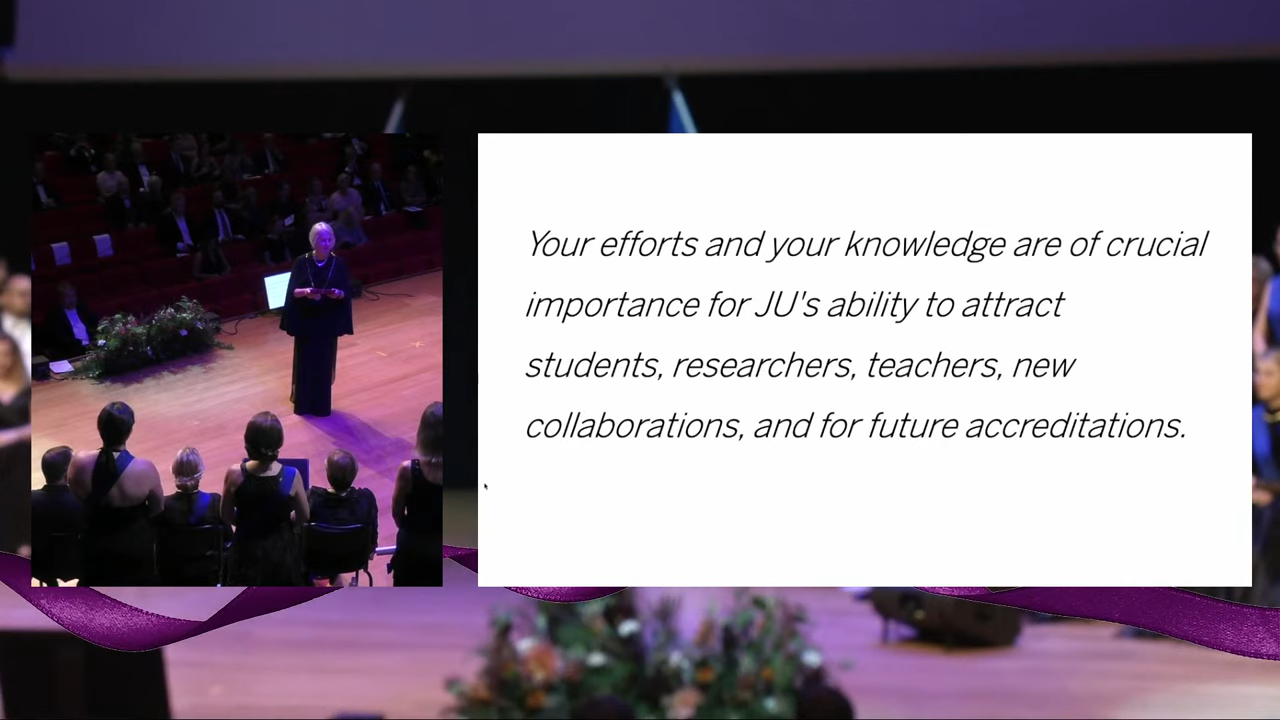 Your efforts and your knowledge are of crucial
importance for JU's ability to attract
students, researchers, teachers, new
collaborations, and for future accreditations.